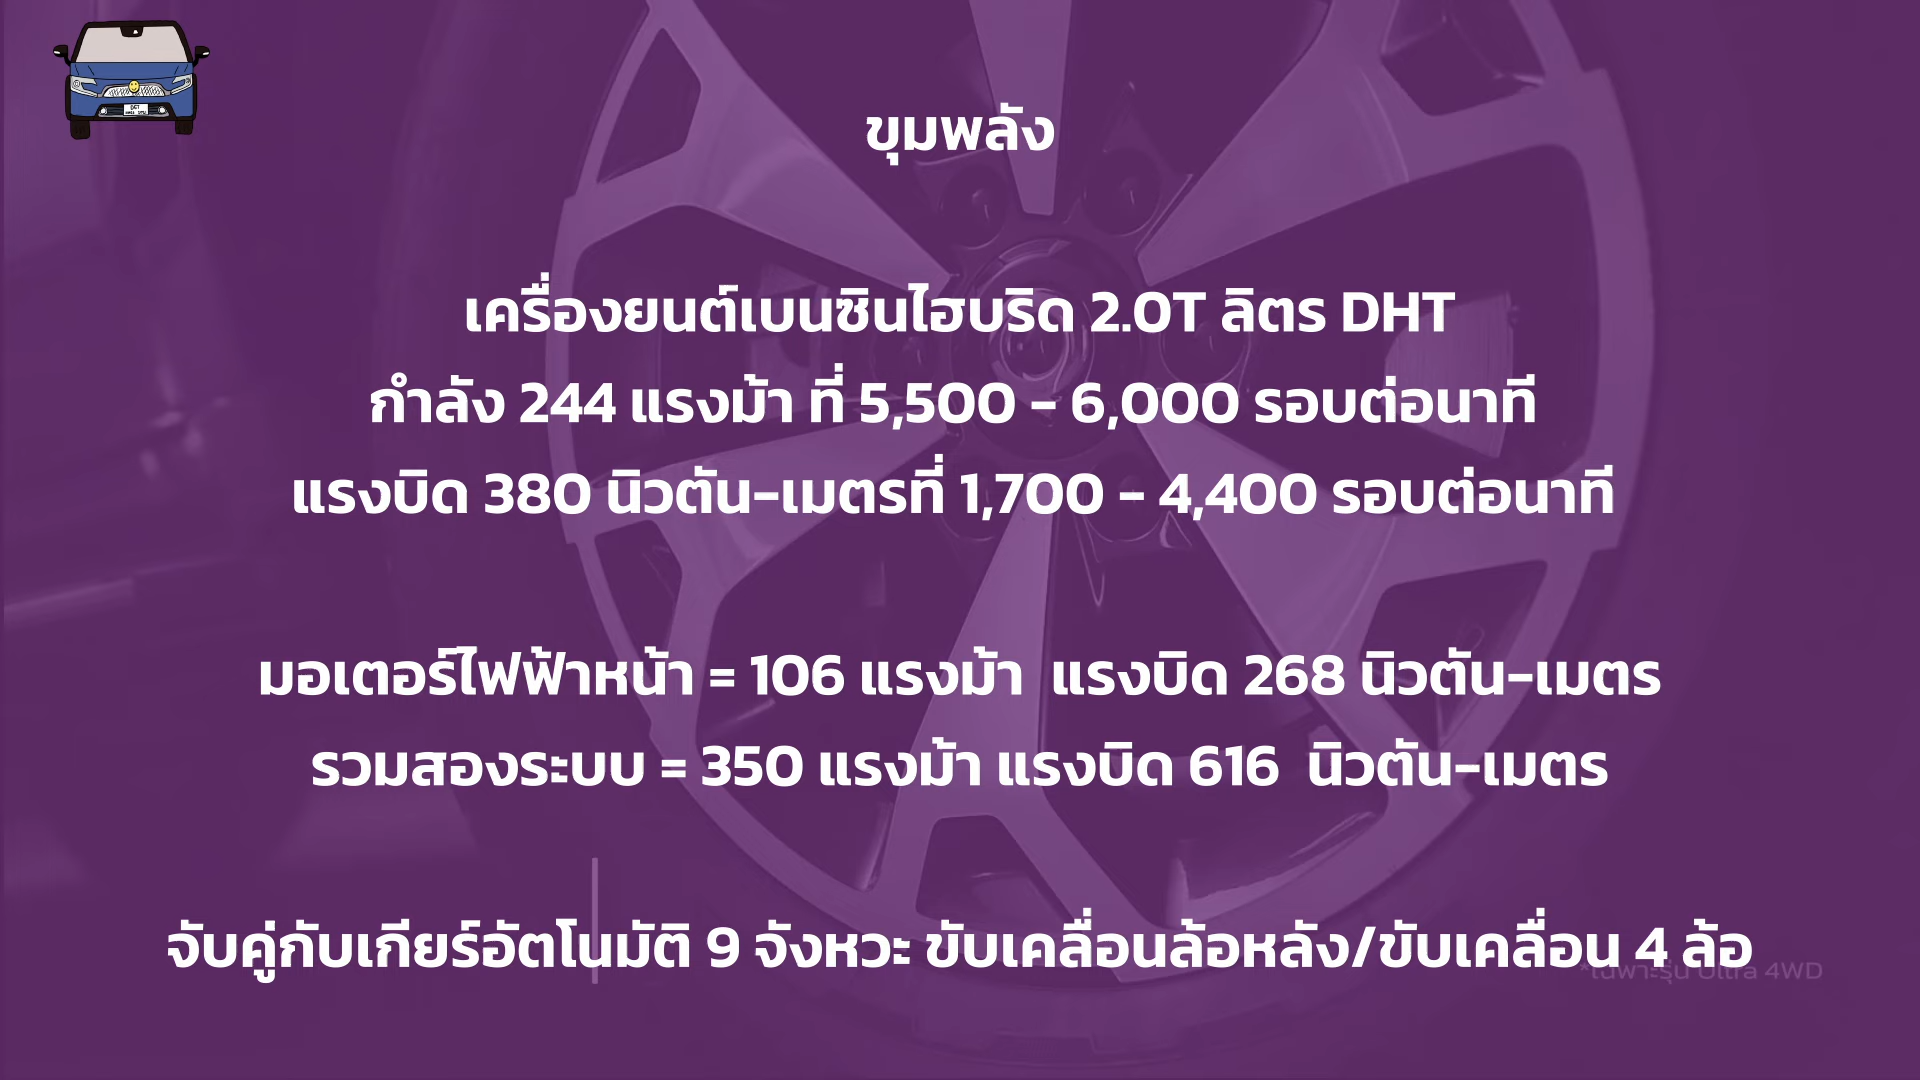 ขุมพลัง
เครื่องยนต์เบนซินไฮบริด 2.0T ลิตร DHT
กำลัง 244 แรงม้า ที่ 5,500 - 6,000 รอบต่อนาที
แรงบิด 380 นิวตัน-เมตรที่ 1,700 - 4,400 รอบต่อนาที
มอเตอร์ไฟฟ้าหน้า = 106 แรงม้า แรงบิด 268 นิวตัน-เมตร
รวมสองระบบ = 350 แรงม้า แรงบิด 616 นิวตัน-เมตร
จับคู่กับเกียร์อัตโนมัติ 9 จังหวะ ขับเคลื่อนล้อหลัง/ขับเคลื่อน 4 ล้อ
*เฉพาะรุ่น Ultra 4WD